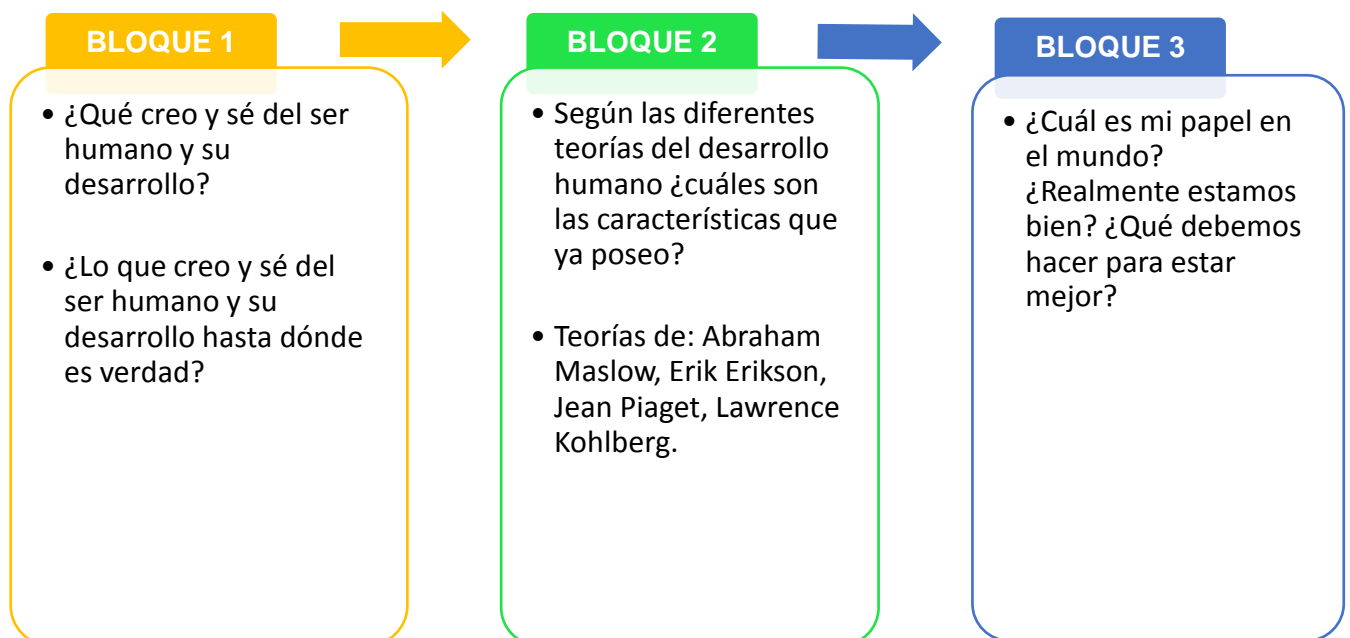 BLOQUE 1
• ¿Qué creo y sé del ser
humano y su
desarrollo?
• ¿Lo que creo y sé del
ser humano y su
desarrollo hasta dónde
es verdad?
BLOQUE 2
• Según las diferentes
teorías del desarrollo
humano ¿cuáles son
las características que
ya poseo?
• Teorías de: Abraham
Maslow, Erik Erikson,
Jean Piaget, Lawrence
Kohlberg.
BLOQUE 3
• ¿Cuál es mi papel en
el mundo?
¿Realmente estamos
bien? ¿Qué debemos
hacer para estar
mejor?